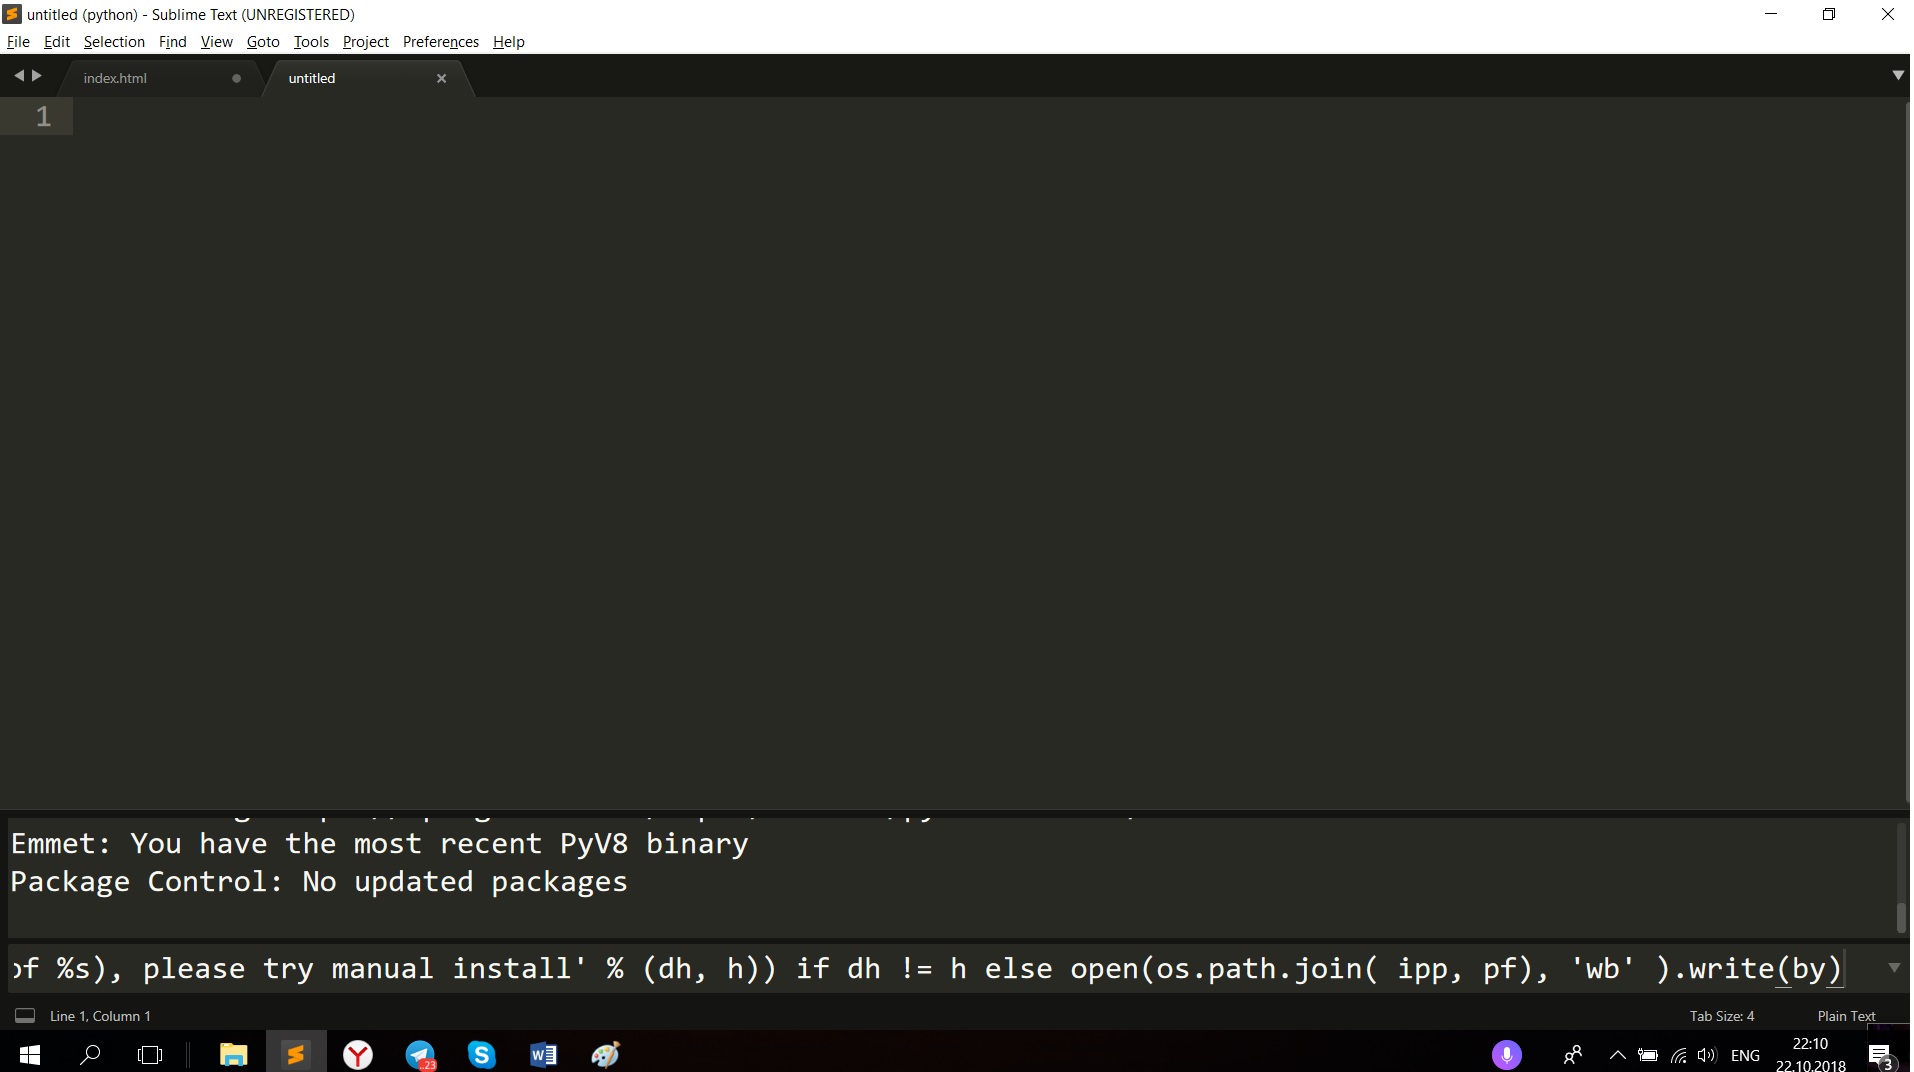 untitled (python) - Sublime Text (UNREGISTERED)
File Edit Selection Find View Goto Tools Project Preferences Help
index.html untitled
1
Emmet: You have the most recent PyV8 binary
Package Control: No updated packages
of %s), please try manual install' % (dh, h)) if dh != h else open(os.path.join( ipp, pf), 'wb' ).write(by)
Line 1, Column 1 Tab Size: 4 Plain Text
..23 ENG 22:10 3
22.10.2018